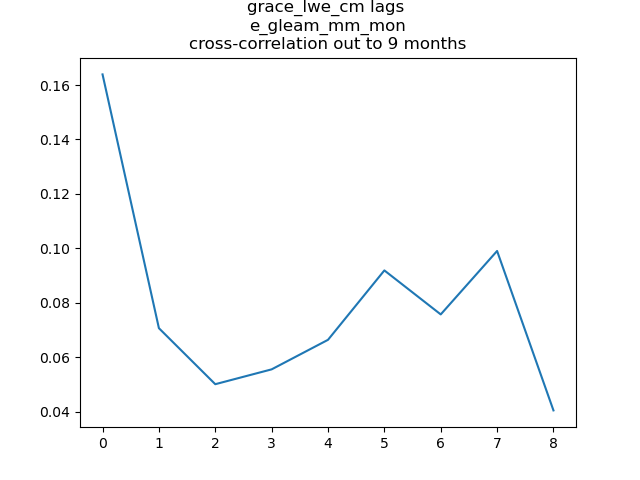 grace_lwe_cm lags
e_gleam_mm_mon
cross-correlation out to 9 months
0.16
0.14
0.12
0.10
0.08
0.06
0.04
0 1 2 3 4 5 6 7 8